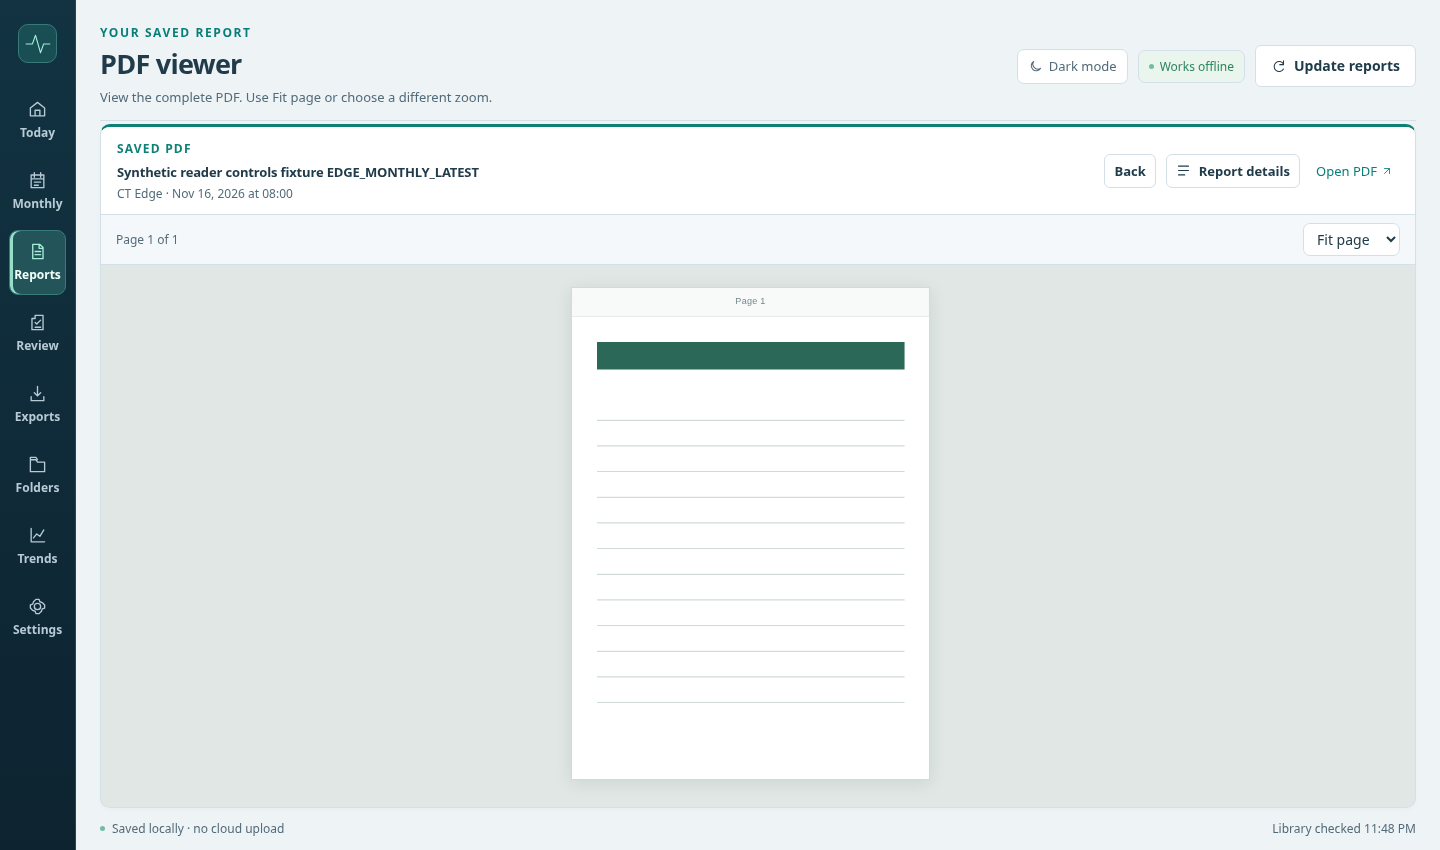 YOUR SAVED REPORT
PDF viewer
View the complete PDF. Use Fit page or choose a different zoom.
Dark mode
Works offline
Update reports
Today
Monthly
Reports
Review
Exports
Folders
Trends
Settings
SAVED PDF
Synthetic reader controls fixture EDGE_MONTHLY_LATEST
CT Edge · Nov 16, 2026 at 08:00
Back
Report details
Open PDF
Page 1 of 1
Fit page
Page 1
Saved locally · no cloud upload
Library checked 11:48 PM